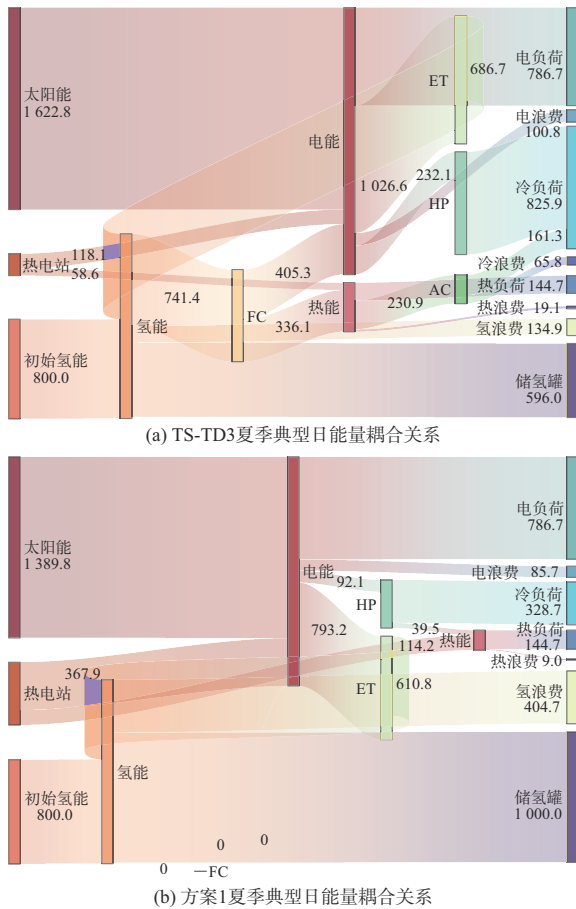 太阳能
1 622.8
热电站
118.1
58.6
初始氢能
800.0
氢能
741.4
FC
405.3
336.1
电能
1 026.6
热能
230.9
ET
686.7
232.1
HP
AC
161.3
电负荷
786.7
电浪费
100.8
冷负荷
825.9
冷浪费 65.8
热负荷 144.7
热浪费 19.1
氢浪费 134.9
储氢罐
596.0
(a) TS-TD3夏季典型日能量耦合关系
太阳能
1 389.8
热电站
367.9
初始氢能
800.0
氢能
电能
92.1
HP
793.2
39.5
热能
114.2
ET
610.8
电负荷
786.7
电浪费 85.7
冷负荷
328.7
热负荷
144.7
热浪费 9.0
氢浪费
404.7
储氢罐
1 000.0
0
0
0
—FC
(b) 方案1夏季典型日能量耦合关系